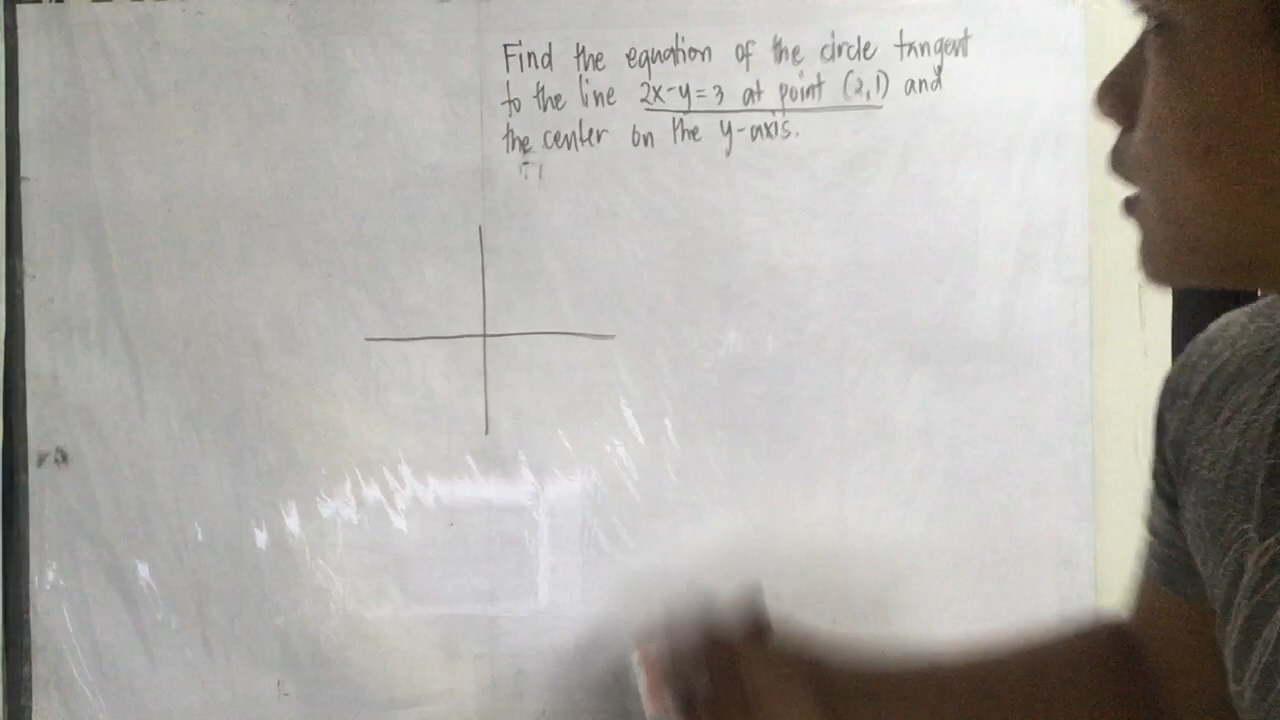 Find the equation of the circle tangent
to the line 2x-y=3 at point (2,1) and
the center on the y-axis.